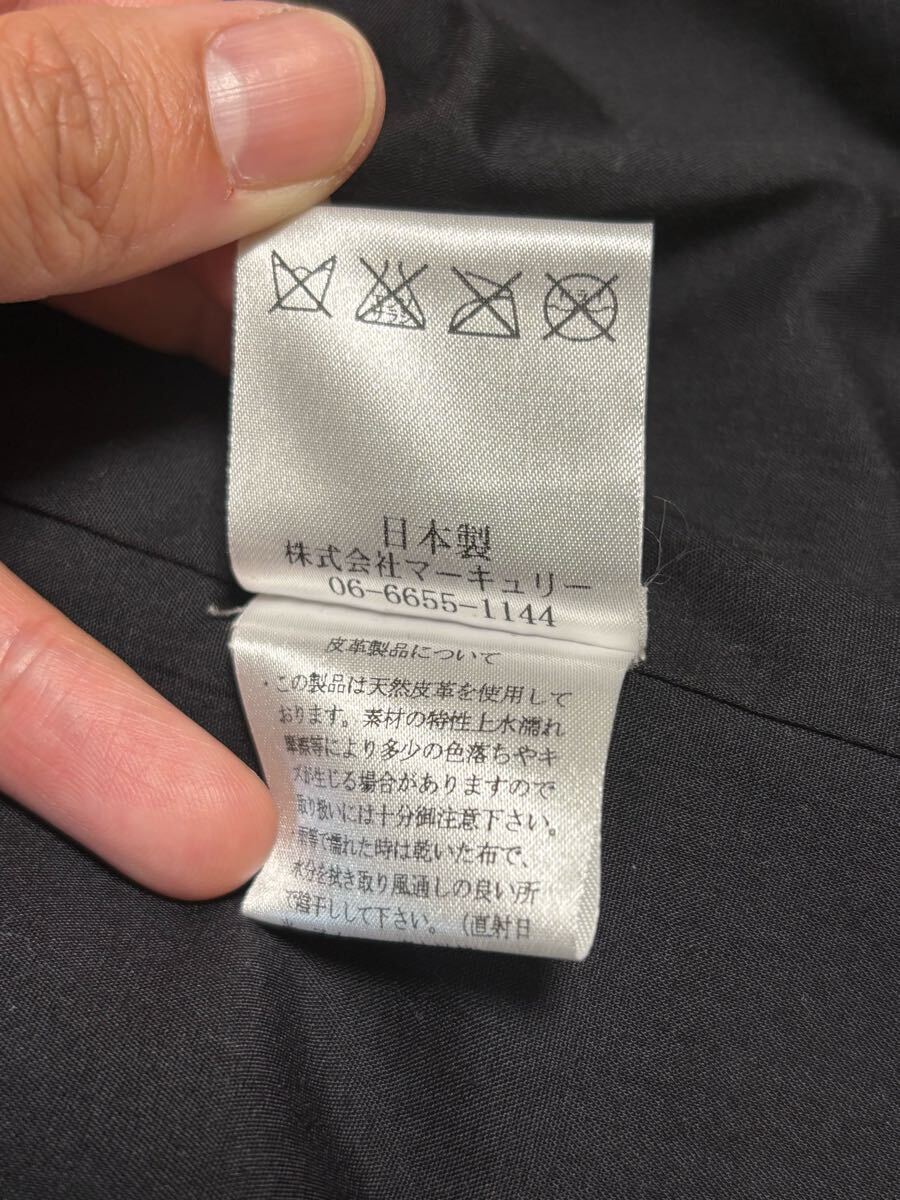 エンソサラシ
日本製
株式会社マーキュリー
06-6655-1144
皮革製品について
・この製品は天然皮革を使用して
おります。素材の特性上水濡れ
摩擦等により多少の色落ちやキ
ズが生じる場合がありますので
取り扱いには十分御注意下さい。
雨等で濡れた時は乾いた布で、
水分を拭き取り風通しの良い所
で陰干しして下さい。（直射日